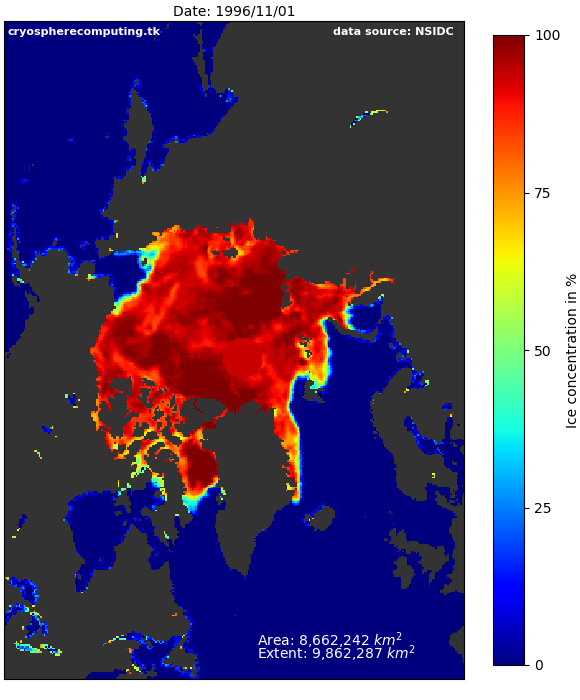 Date: 1996/11/01
cryospherecomputing.tk
data source: NSIDC
100
75
50
25
0
Ice concentration in %
Area: 8,662,242 km²
Extent: 9,862,287 km²